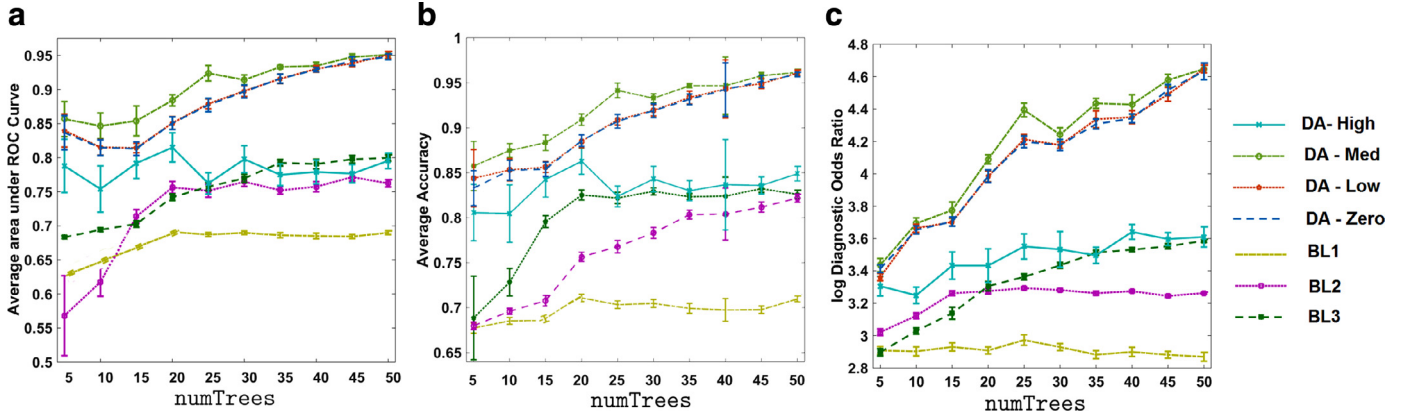 a
Average area under ROC Curve
0.95
0.9
0.85
0.8
0.75
0.7
0.65
0.6
0.55
0.5
5 10 15 20 25 30 35 40 45 50
numTrees
b
Average Accuracy
1
0.95
0.9
0.85
0.8
0.75
0.7
0.65
5 10 15 20 25 30 35 40 45 50
numTrees
c
log Diagnostic Odds Ratio
4.8
4.6
4.4
4.2
4
3.8
3.6
3.4
3.2
3
2.8
5 10 15 20 25 30 35 40 45 50
numTrees
DA- High
DA - Med
DA - Low
DA - Zero
BL1
BL2
BL3